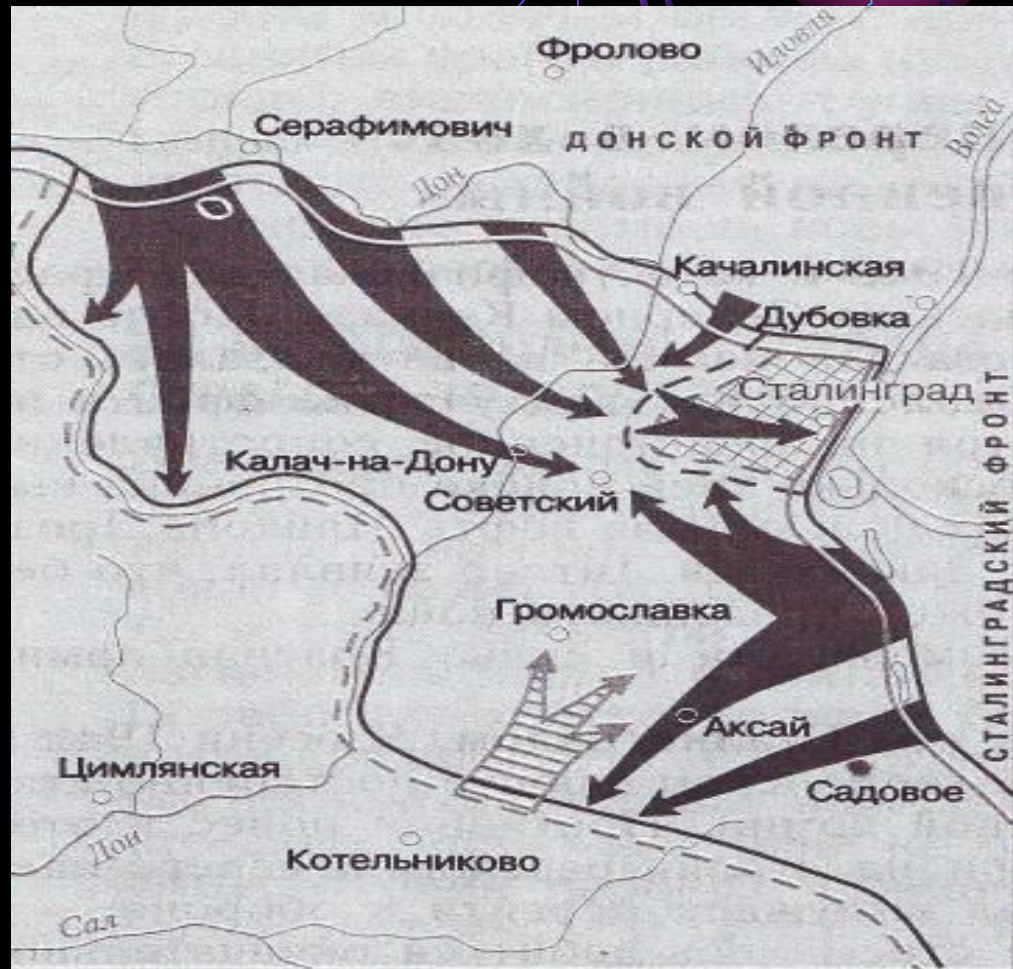 Фролово
Иловля
Серафимович
ДОНСКОЙ ФРОНТ
Волга
Дон
Качалинская
Дубовка
Сталинград
Калач-на-Дону
Советский
СТАЛИНГРАДСКИЙ ФРОНТ
Громославка
Аксай
Цимлянская
Садовое
Дон
Котельниково
Сал